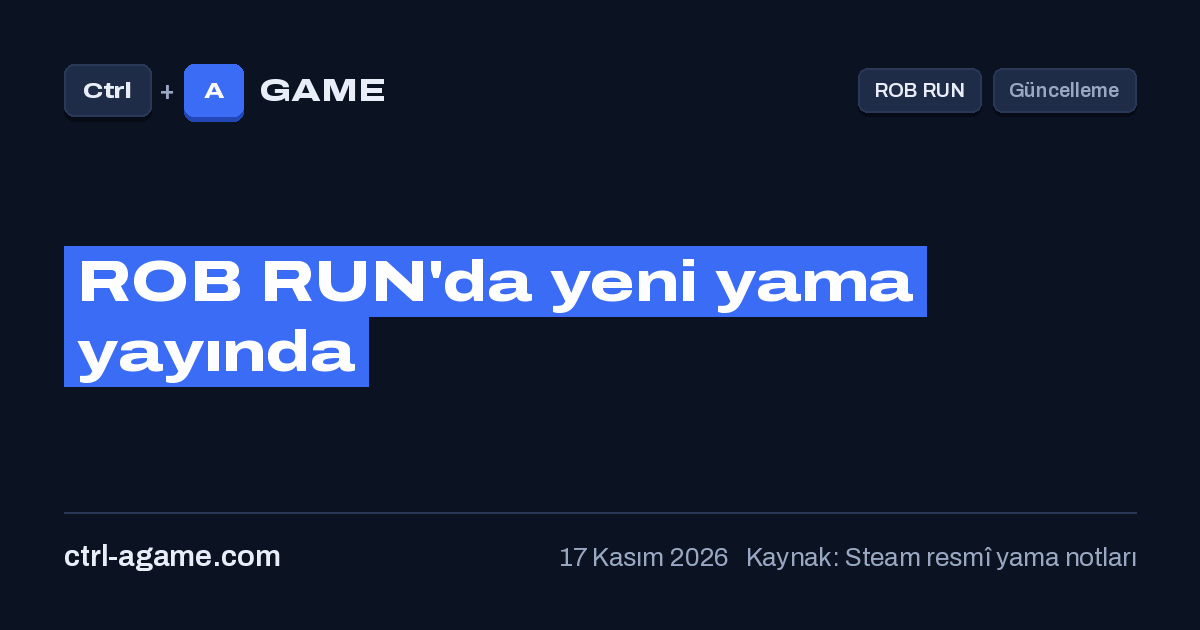 Ctrl + A GAME
ROB RUN Güncelleme
ROB RUN'da yeni yama
yayında
ctrl-agame.com
17 Kasım 2026 Kaynak: Steam resmî yama notları